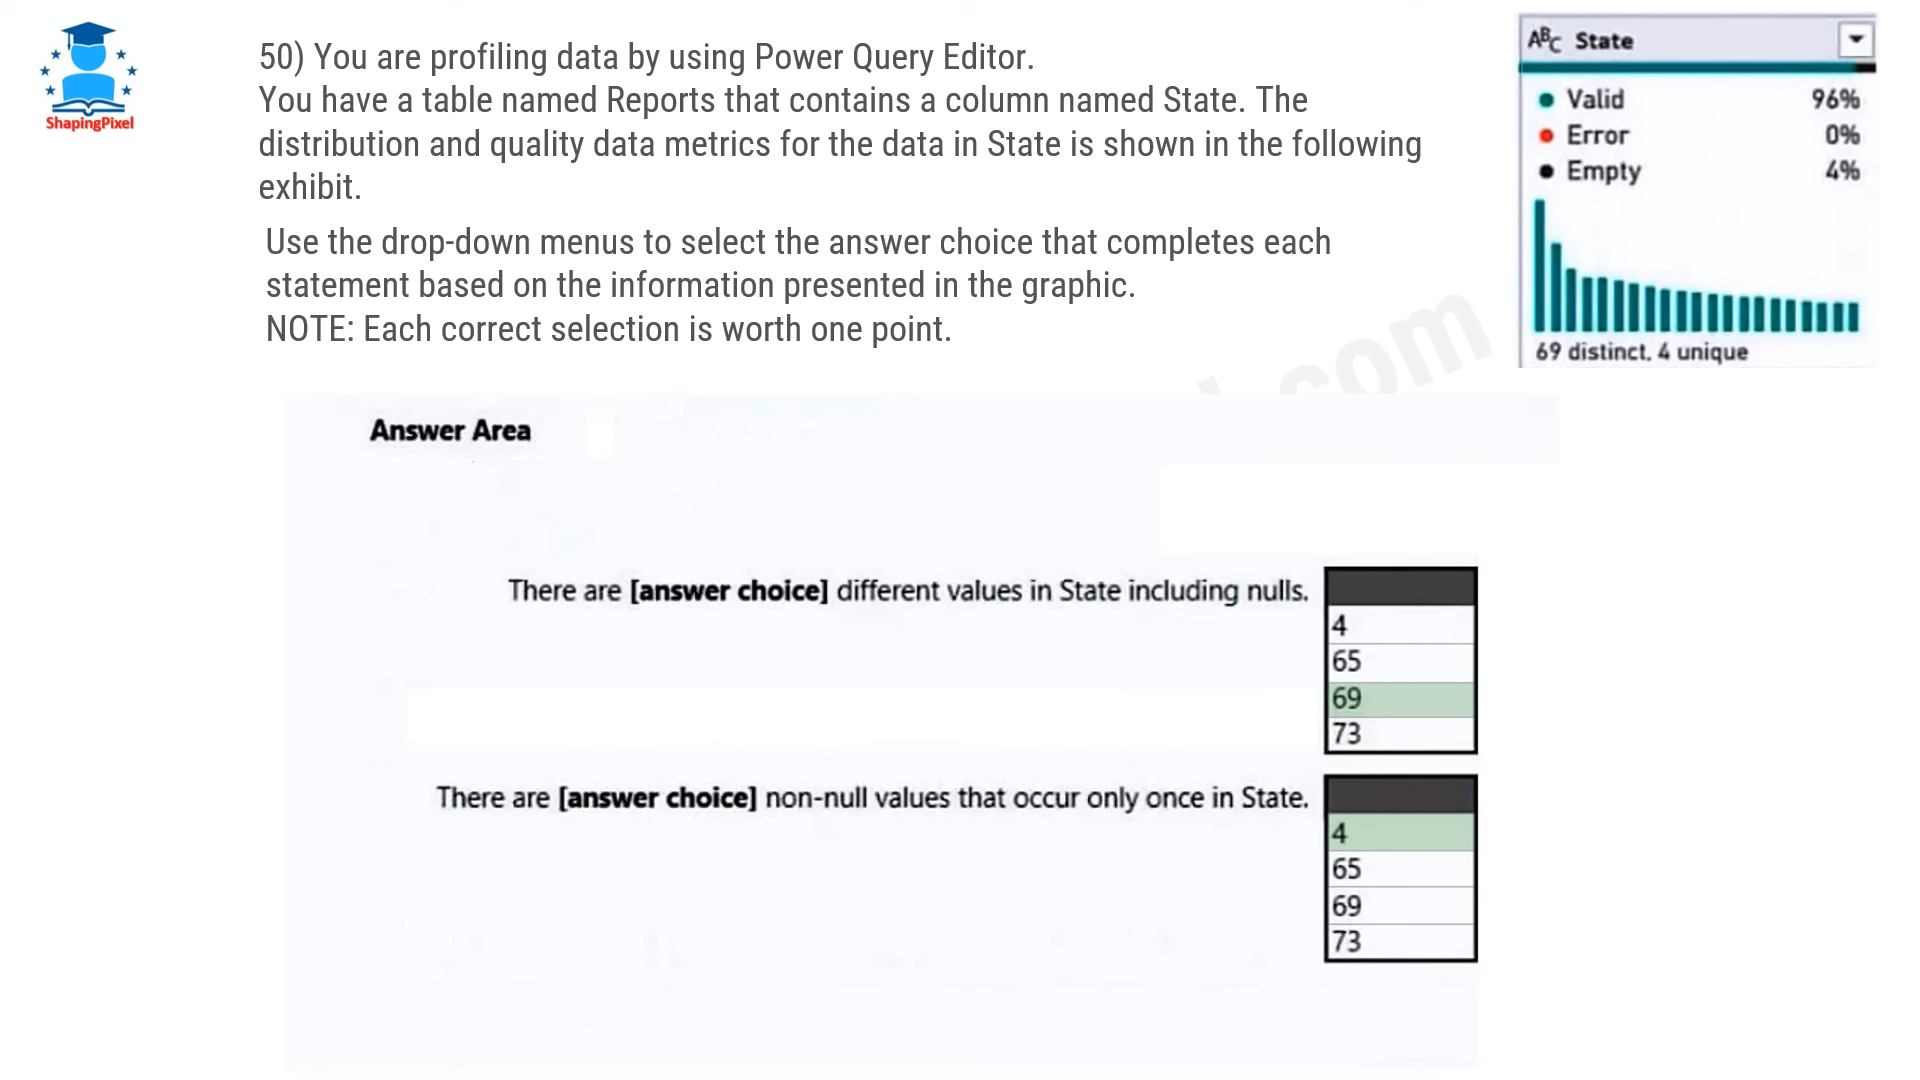 ShapingPixel
50) You are profiling data by using Power Query Editor.
You have a table named Reports that contains a column named State. The
distribution and quality data metrics for the data in State is shown in the following
exhibit.
Use the drop-down menus to select the answer choice that completes each
statement based on the information presented in the graphic.
NOTE: Each correct selection is worth one point.
ABC State
Valid 96%
Error 0%
Empty 4%
69 distinct, 4 unique
.com
Answer Area
There are [answer choice] different values in State including nulls.
4
65
69
73
There are [answer choice] non-null values that occur only once in State.
4
65
69
73